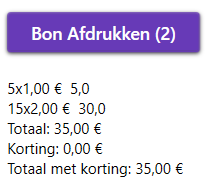 Bon Afdrukken (2)
5x1,00 € 5,0
15x2,00 € 30,0
Totaal: 35,00 €
Korting: 0,00 €
Totaal met korting: 35,00 €